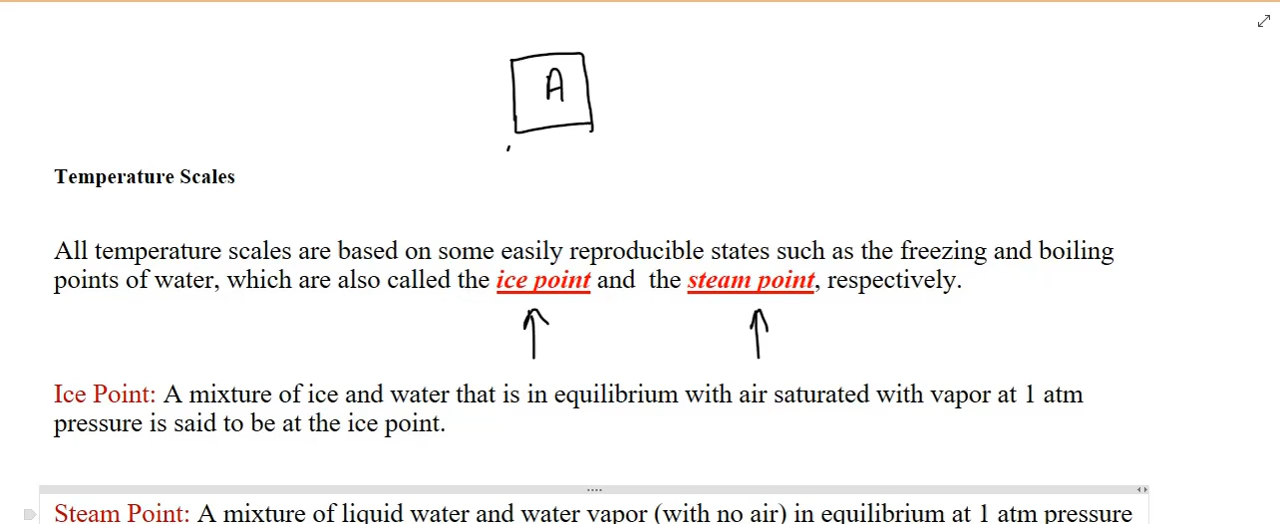 A
Temperature Scales
All temperature scales are based on some easily reproducible states such as the freezing and boiling
points of water, which are also called the ice point and the steam point, respectively.
Ice Point: A mixture of ice and water that is in equilibrium with air saturated with vapor at 1 atm
pressure is said to be at the ice point.
Steam Point: A mixture of liquid water and water vapor (with no air) in equilibrium at 1 atm pressure